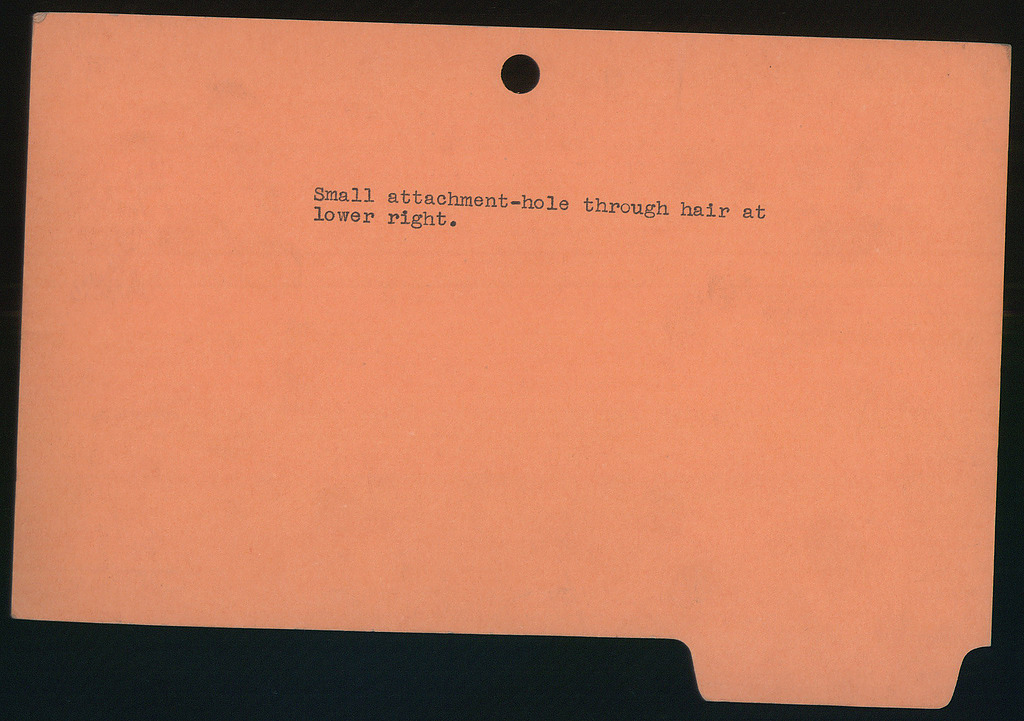 Small attachment-hole through hair at
lower right.